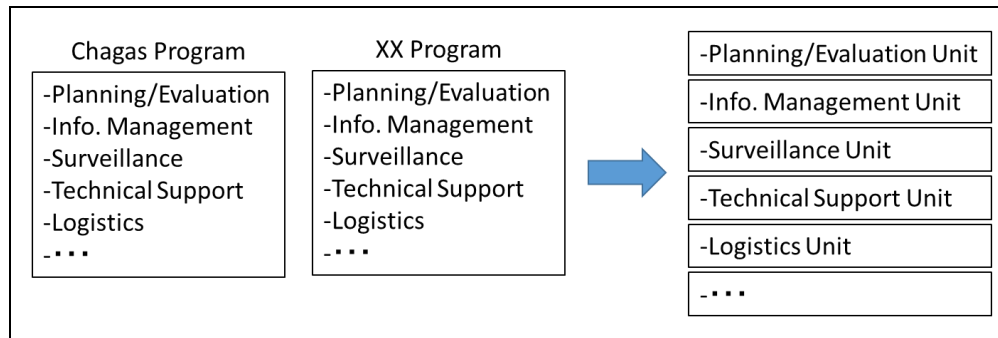 Chagas Program
-Planning/Evaluation
-Info. Management
-Surveillance
-Technical Support
-Logistics
-・・・
XX Program
-Planning/Evaluation
-Info. Management
-Surveillance
-Technical Support
-Logistics
-・・・
-Planning/Evaluation Unit
-Info. Management Unit
-Surveillance Unit
-Technical Support Unit
-Logistics Unit
-・・・